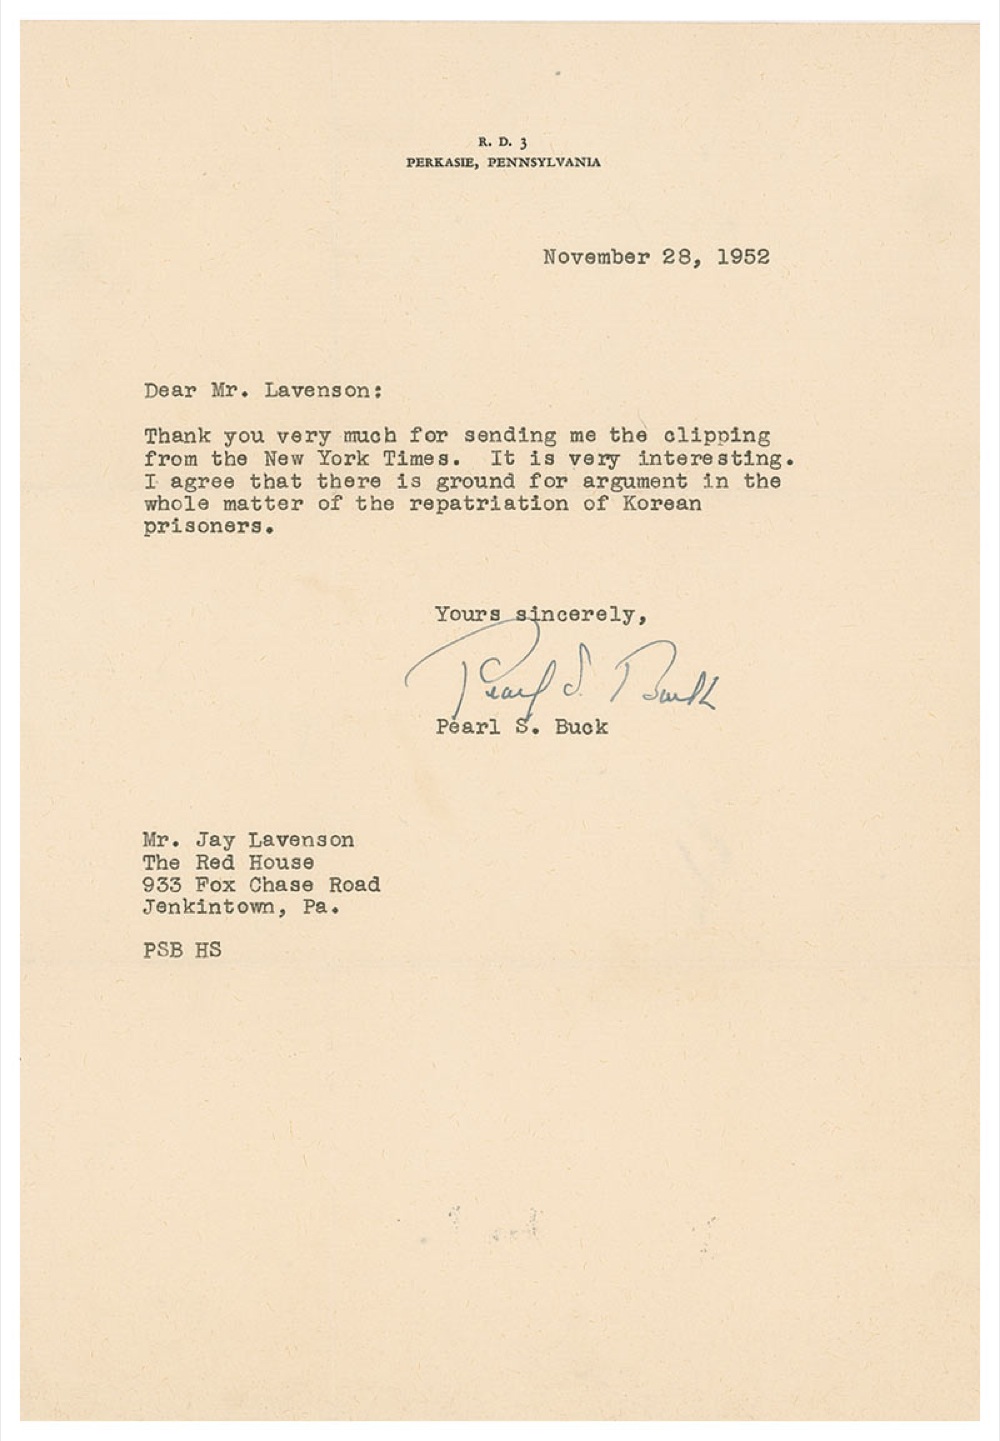 R. D. 3
PERKASIE, PENNSYLVANIA
November 28, 1952
Dear Mr. Lavenson:
Thank you very much for sending me the clipping
from the New York Times. It is very interesting.
I agree that there is ground for argument in the
whole matter of the repatriation of Korean
prisoners.
Yours sincerely,
Pearl S. Buck
Pearl S. Buck
Mr. Jay Lavenson
The Red House
933 Fox Chase Road
Jenkintown, Pa.
PSB HS